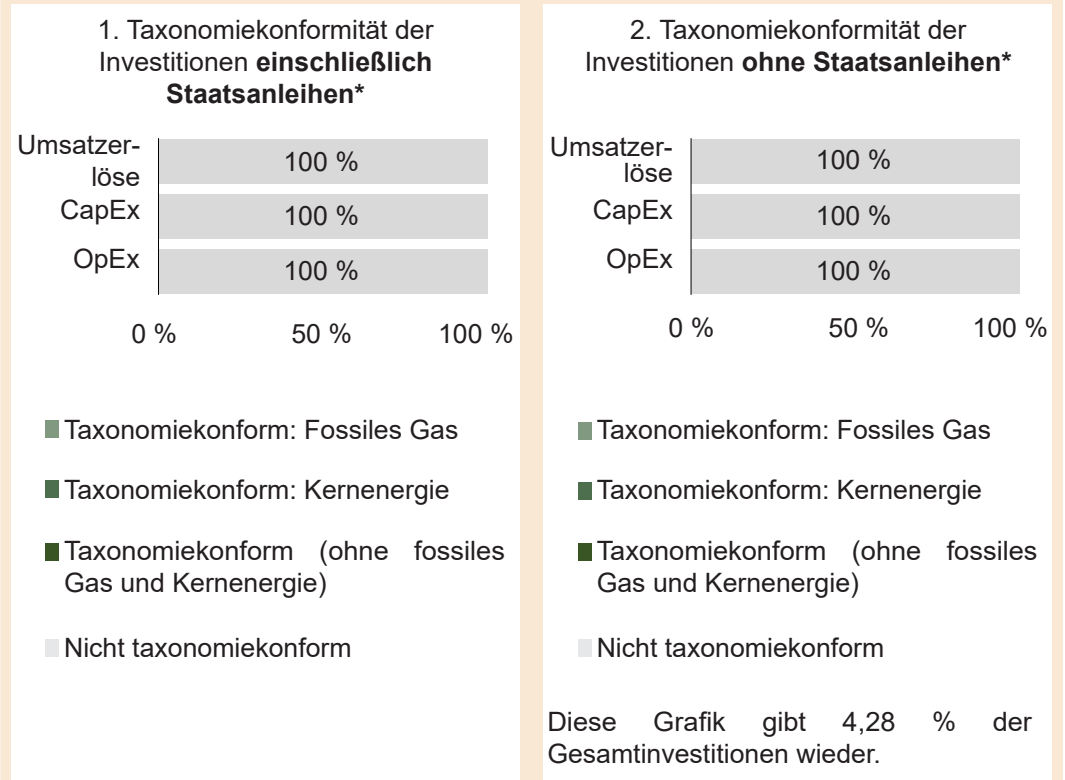 1. Taxonomiekonformität der
Investitionen einschließlich
Staatsanleihen*
Umsatzer-
löse
100 %
CapEx
100 %
OpEx
100 %
0 % 50 % 100 %
Taxonomiekonform: Fossiles Gas
Taxonomiekonform: Kernenergie
Taxonomiekonform (ohne fossiles
Gas und Kernenergie)
Nicht taxonomiekonform
2. Taxonomiekonformität der
Investitionen ohne Staatsanleihen*
Umsatzer-
löse
100 %
CapEx
100 %
OpEx
100 %
0 % 50 % 100 %
Taxonomiekonform: Fossiles Gas
Taxonomiekonform: Kernenergie
Taxonomiekonform (ohne fossiles
Gas und Kernenergie)
Nicht taxonomiekonform
Diese Grafik gibt 4,28 % der
Gesamtinvestitionen wieder.